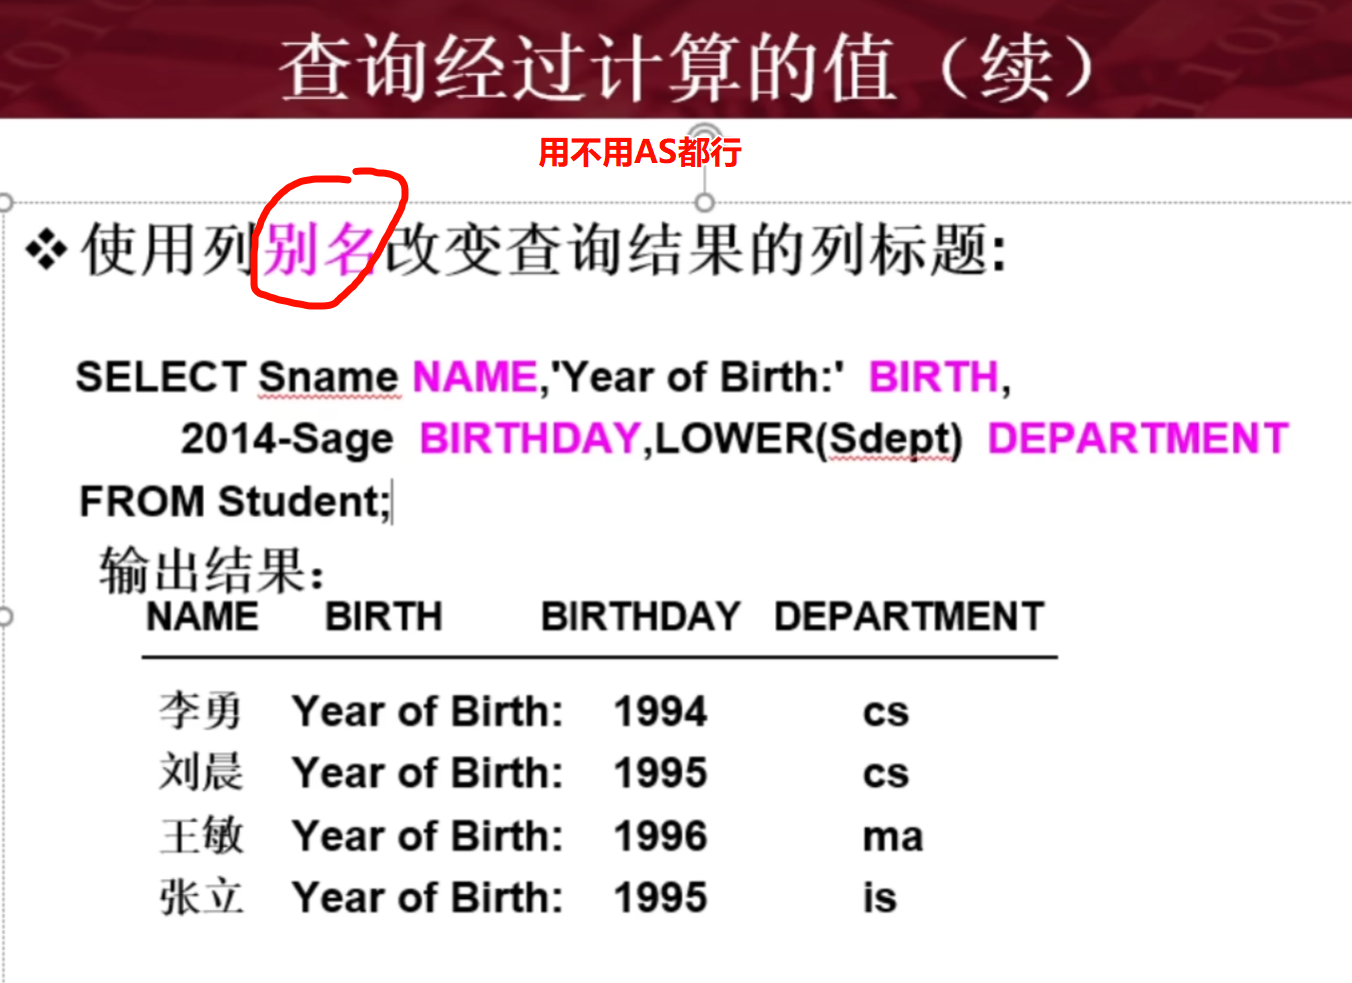 查询经过计算的值（续）
用不用AS都行
❖使用列别名改变查询结果的列标题:
SELECT Sname NAME,'Year of Birth:' BIRTH,
2014-Sage BIRTHDAY,LOWER(Sdept) DEPARTMENT
FROM Student;
输出结果：
NAME BIRTH BIRTHDAY DEPARTMENT
李勇 Year of Birth: 1994 cs
刘晨 Year of Birth: 1995 cs
王敏 Year of Birth: 1996 ma
张立 Year of Birth: 1995 is